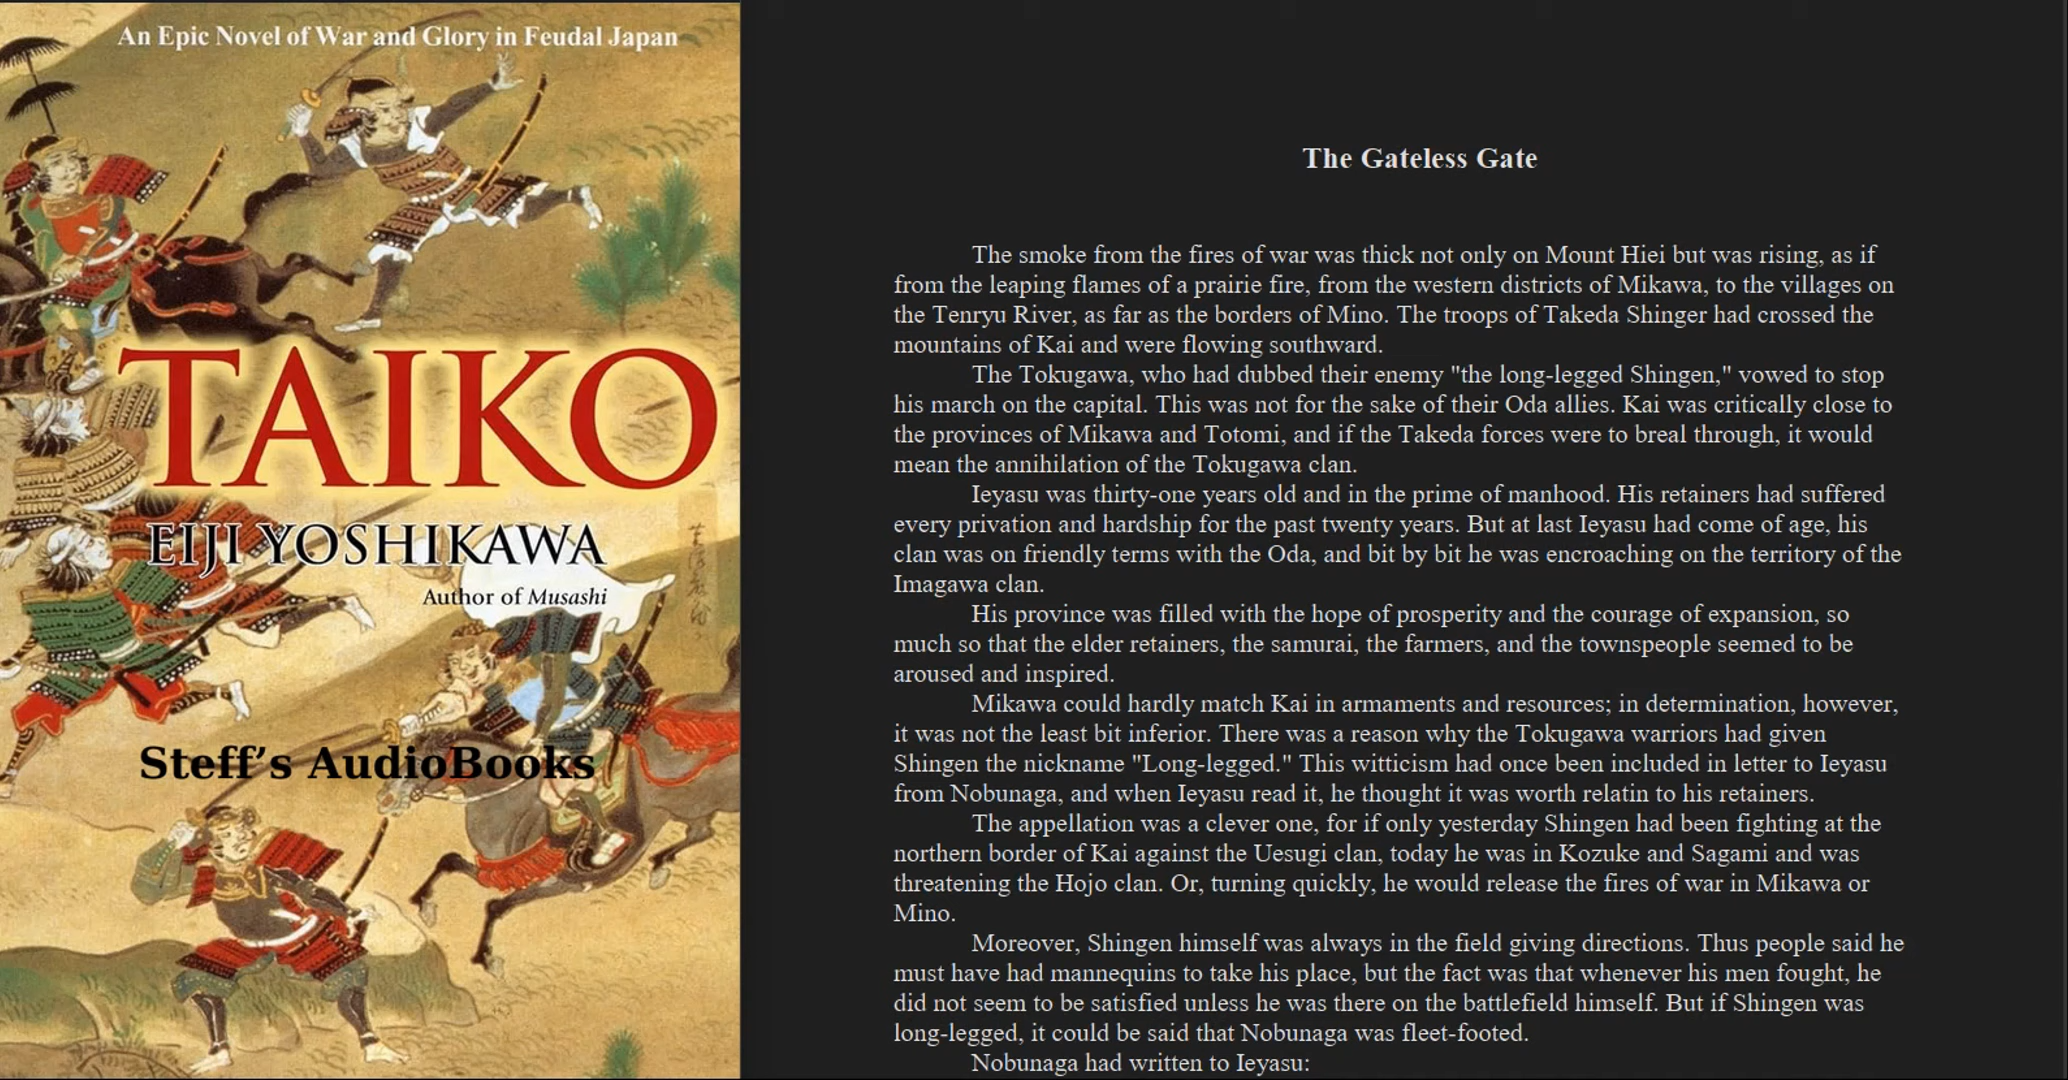 An Epic Novel of War and Glory in Feudal Japan
TAIKO
EIJI YOSHIKAWA
Author of Musashi
Steff's AudioBooks
The Gateless Gate
The smoke from the fires of war was thick not only on Mount Hiei but was rising, as if
from the leaping flames of a prairie fire, from the western districts of Mikawa, to the villages on
the Tenryu River, as far as the borders of Mino. The troops of Takeda Shinger had crossed the
mountains of Kai and were flowing southward.
The Tokugawa, who had dubbed their enemy "the long-legged Shingen," vowed to stop
his march on the capital. This was not for the sake of their Oda allies. Kai was critically close to
the provinces of Mikawa and Totomi, and if the Takeda forces were to breal through, it would
mean the annihilation of the Tokugawa clan.
Ieyasu was thirty-one years old and in the prime of manhood. His retainers had suffered
every privation and hardship for the past twenty years. But at last Ieyasu had come of age, his
clan was on friendly terms with the Oda, and bit by bit he was encroaching on the territory of the
Imagawa clan.
His province was filled with the hope of prosperity and the courage of expansion, so
much so that the elder retainers, the samurai, the farmers, and the townspeople seemed to be
aroused and inspired.
Mikawa could hardly match Kai in armaments and resources; in determination, however,
it was not the least bit inferior. There was a reason why the Tokugawa warriors had given
Shingen the nickname "Long-legged." This witticism had once been included in letter to Ieyasu
from Nobunaga, and when Ieyasu read it, he thought it was worth relatin to his retainers.
The appellation was a clever one, for if only yesterday Shingen had been fighting at the
northern border of Kai against the Uesugi clan, today he was in Kozuke and Sagami and was
threatening the Hojo clan. Or, turning quickly, he would release the fires of war in Mikawa or
Mino.
Moreover, Shingen himself was always in the field giving directions. Thus people said he
must have had mannequins to take his place, but the fact was that whenever his men fought, he
did not seem to be satisfied unless he was there on the battlefield himself. But if Shingen was
long-legged, it could be said that Nobunaga was fleet-footed.
Nobunaga had written to Ieyasu: